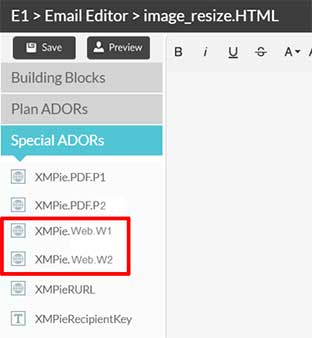 E1 > Email Editor > image_resize.HTML
Save Preview B I U S A
Building Blocks
Plan ADORs
Special ADORs
XMPie.PDF.P1
XMPie.PDF.P2
XMPie.Web.W1
XMPie.Web.W2
XMPieRURL
T XMPieRecipientKey